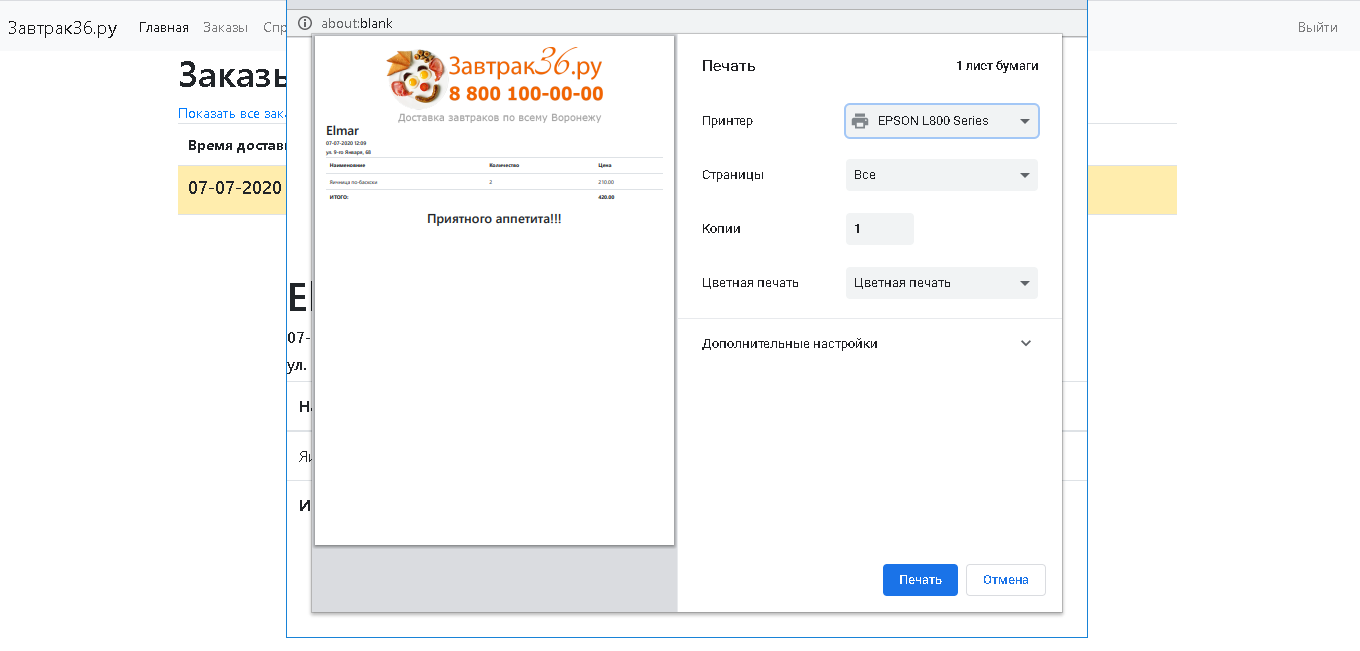 Завтрак36.ру Главная Заказы Спр
Выйти
Заказы
Показать все зака
Время достав
07-07-2020
El
07-
ул.
На
Яи
И
about:blank
Завтрак36.ру
8 800 100-00-00
Доставка завтраков по всему Воронежу
Elmar
07-07-2020 12:09
ул. 9-го Января, 68
Наименование Количество Цена
Яичница по-баскски 2 210.00
ИТОГО: 420.00
Приятного аппетита!!!
Печать 1 лист бумаги
Принтер EPSON L800 Series
Страницы Все
Копии 1
Цветная печать Цветная печать
Дополнительные настройки
Печать Отмена